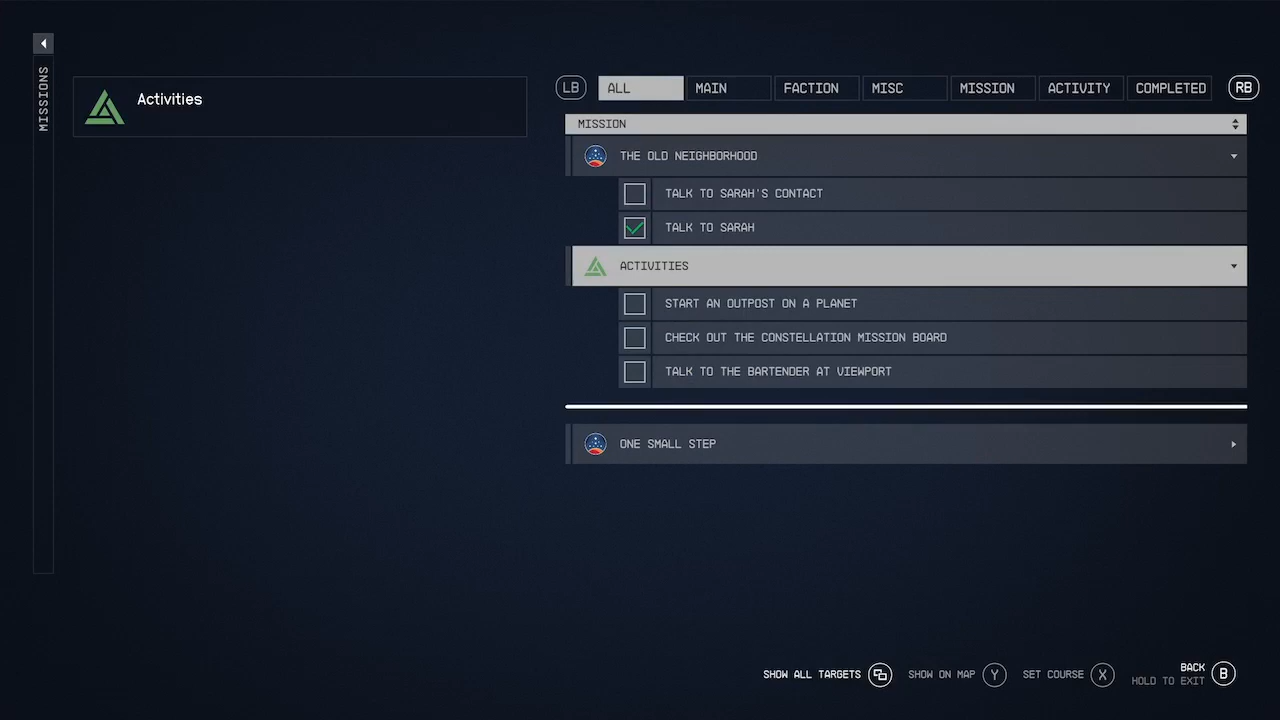 MISSIONS
Activities
LB
ALL
MAIN
FACTION
MISC
MISSION
ACTIVITY
COMPLETED
RB
MISSION
THE OLD NEIGHBORHOOD
TALK TO SARAH'S CONTACT
TALK TO SARAH
ACTIVITIES
START AN OUTPOST ON A PLANET
CHECK OUT THE CONSTELLATION MISSION BOARD
TALK TO THE BARTENDER AT VIEWPORT
ONE SMALL STEP
SHOW ALL TARGETS
SHOW ON MAP Y
SET COURSE X
BACK
HOLD TO EXIT
B